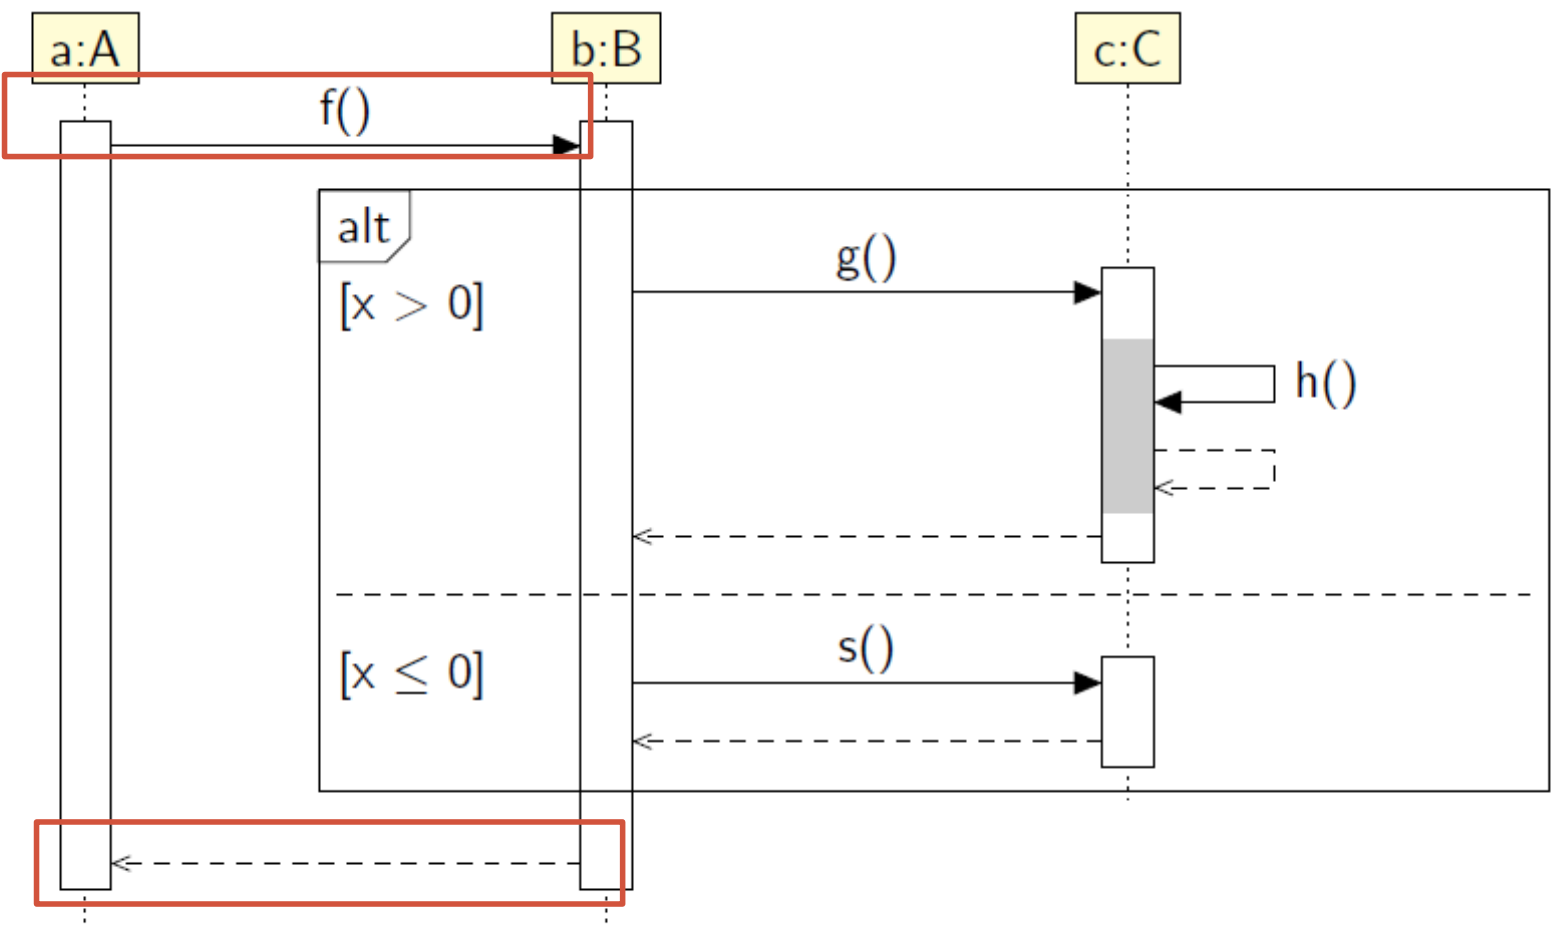 a:A
b:B
c:C
f()
alt
g()
[x > 0]
h()
s()
[x ≤ 0]